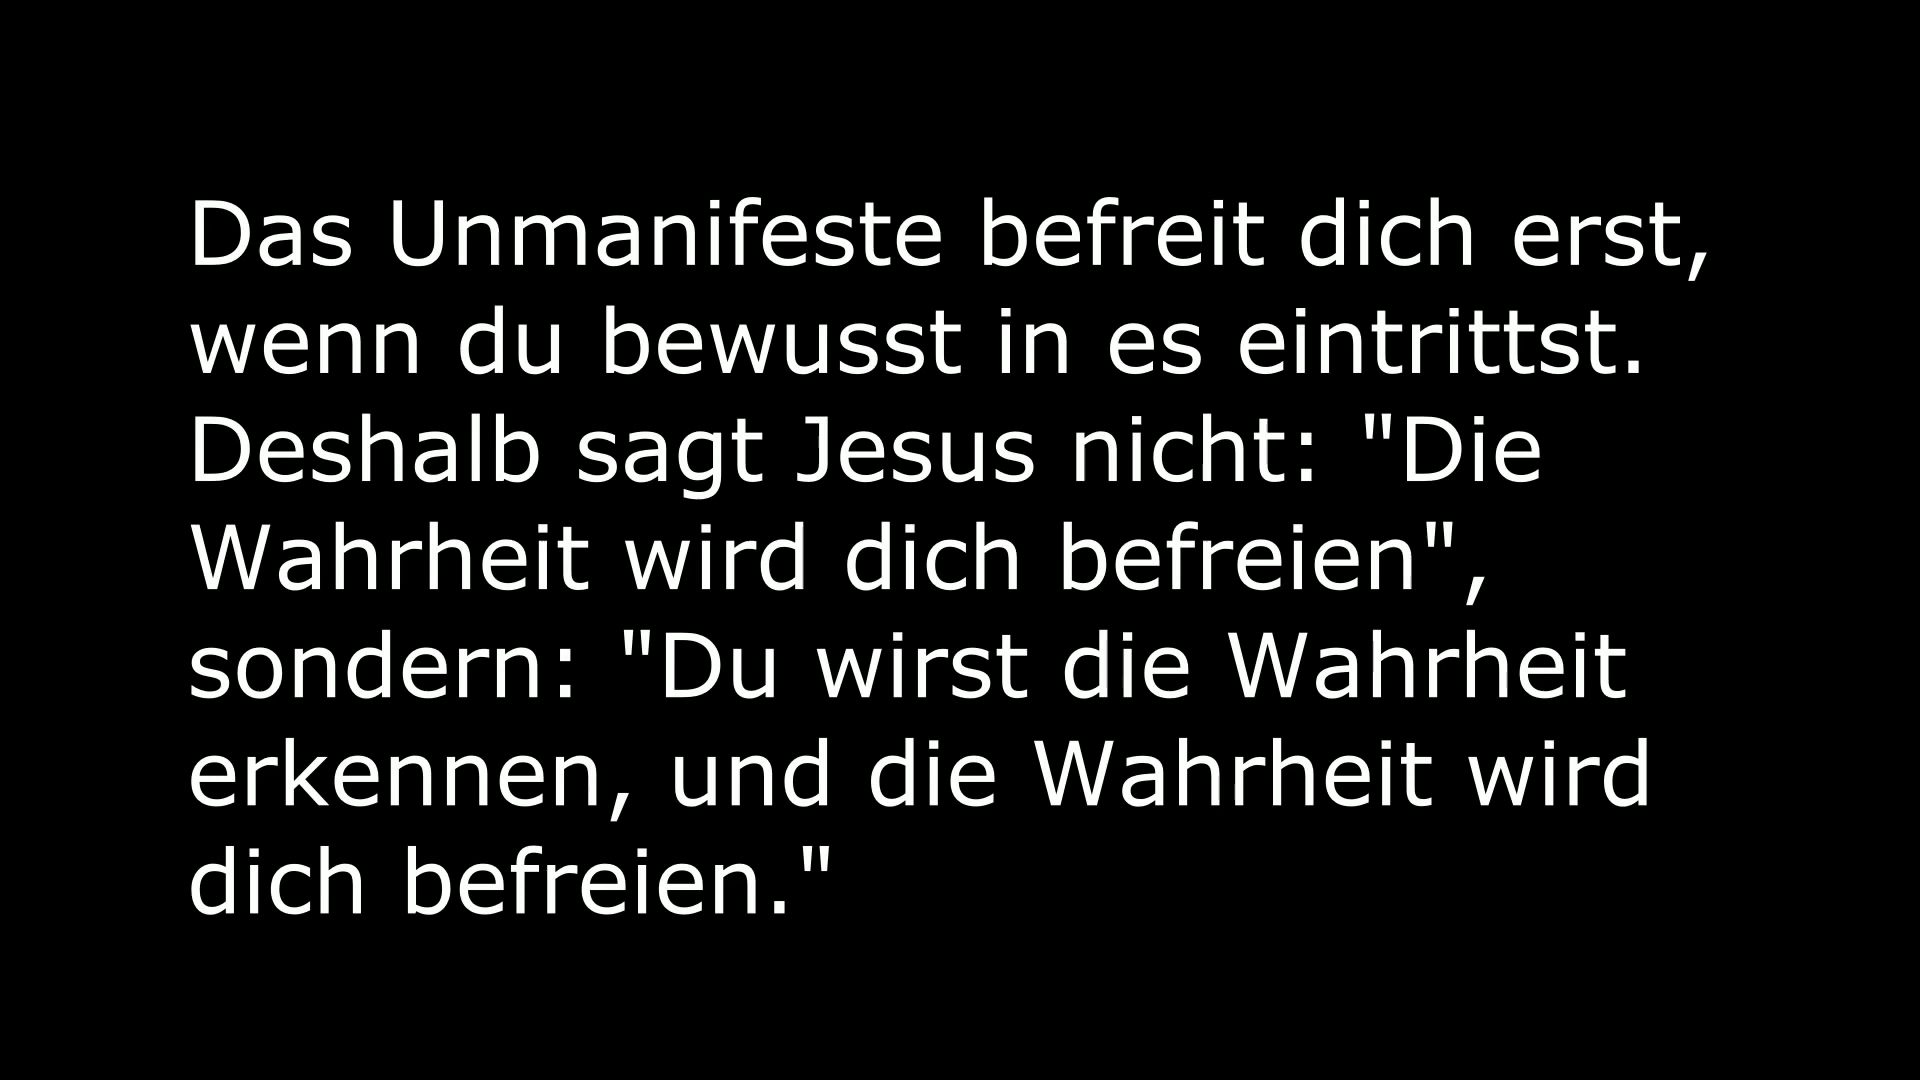 Das Unmanifeste befreit dich erst,
wenn du bewusst in es eintrittst.
Deshalb sagt Jesus nicht: "Die
Wahrheit wird dich befreien",
sondern: "Du wirst die Wahrheit
erkennen, und die Wahrheit wird
dich befreien."